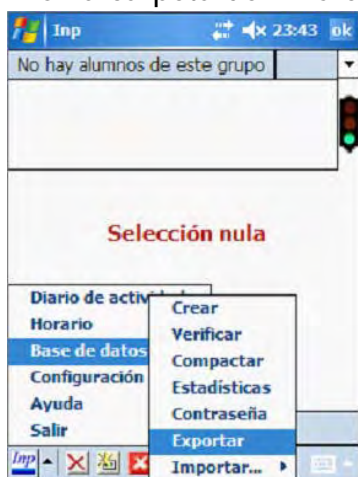 Inp 23:43 ok
No hay alumnos de este grupo
Selección nula
Diario de activ
Horario
Base de datos
Configuración
Ayuda
Salir
Crear
Verificar
Compactar
Estadísticas
Contraseña
Exportar
Importar...
Inp